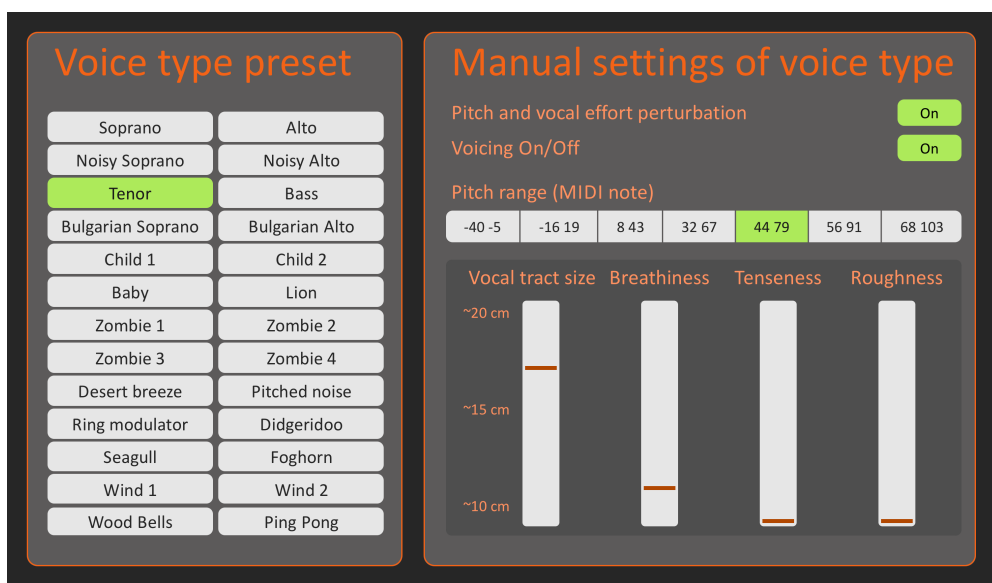 Voice type preset
Soprano Alto
Noisy Soprano Noisy Alto
Tenor Bass
Bulgarian Soprano Bulgarian Alto
Child 1 Child 2
Baby Lion
Zombie 1 Zombie 2
Zombie 3 Zombie 4
Desert breeze Pitched noise
Ring modulator Didgeridoo
Seagull Foghorn
Wind 1 Wind 2
Wood Bells Ping Pong
Manual settings of voice type
Pitch and vocal effort perturbation On
Voicing On/Off On
Pitch range (MIDI note)
-40 -5 -16 19 8 43 32 67 44 79 56 91 68 103
Vocal tract size Breathiness Tenseness Roughness
~20 cm
~15 cm
~10 cm